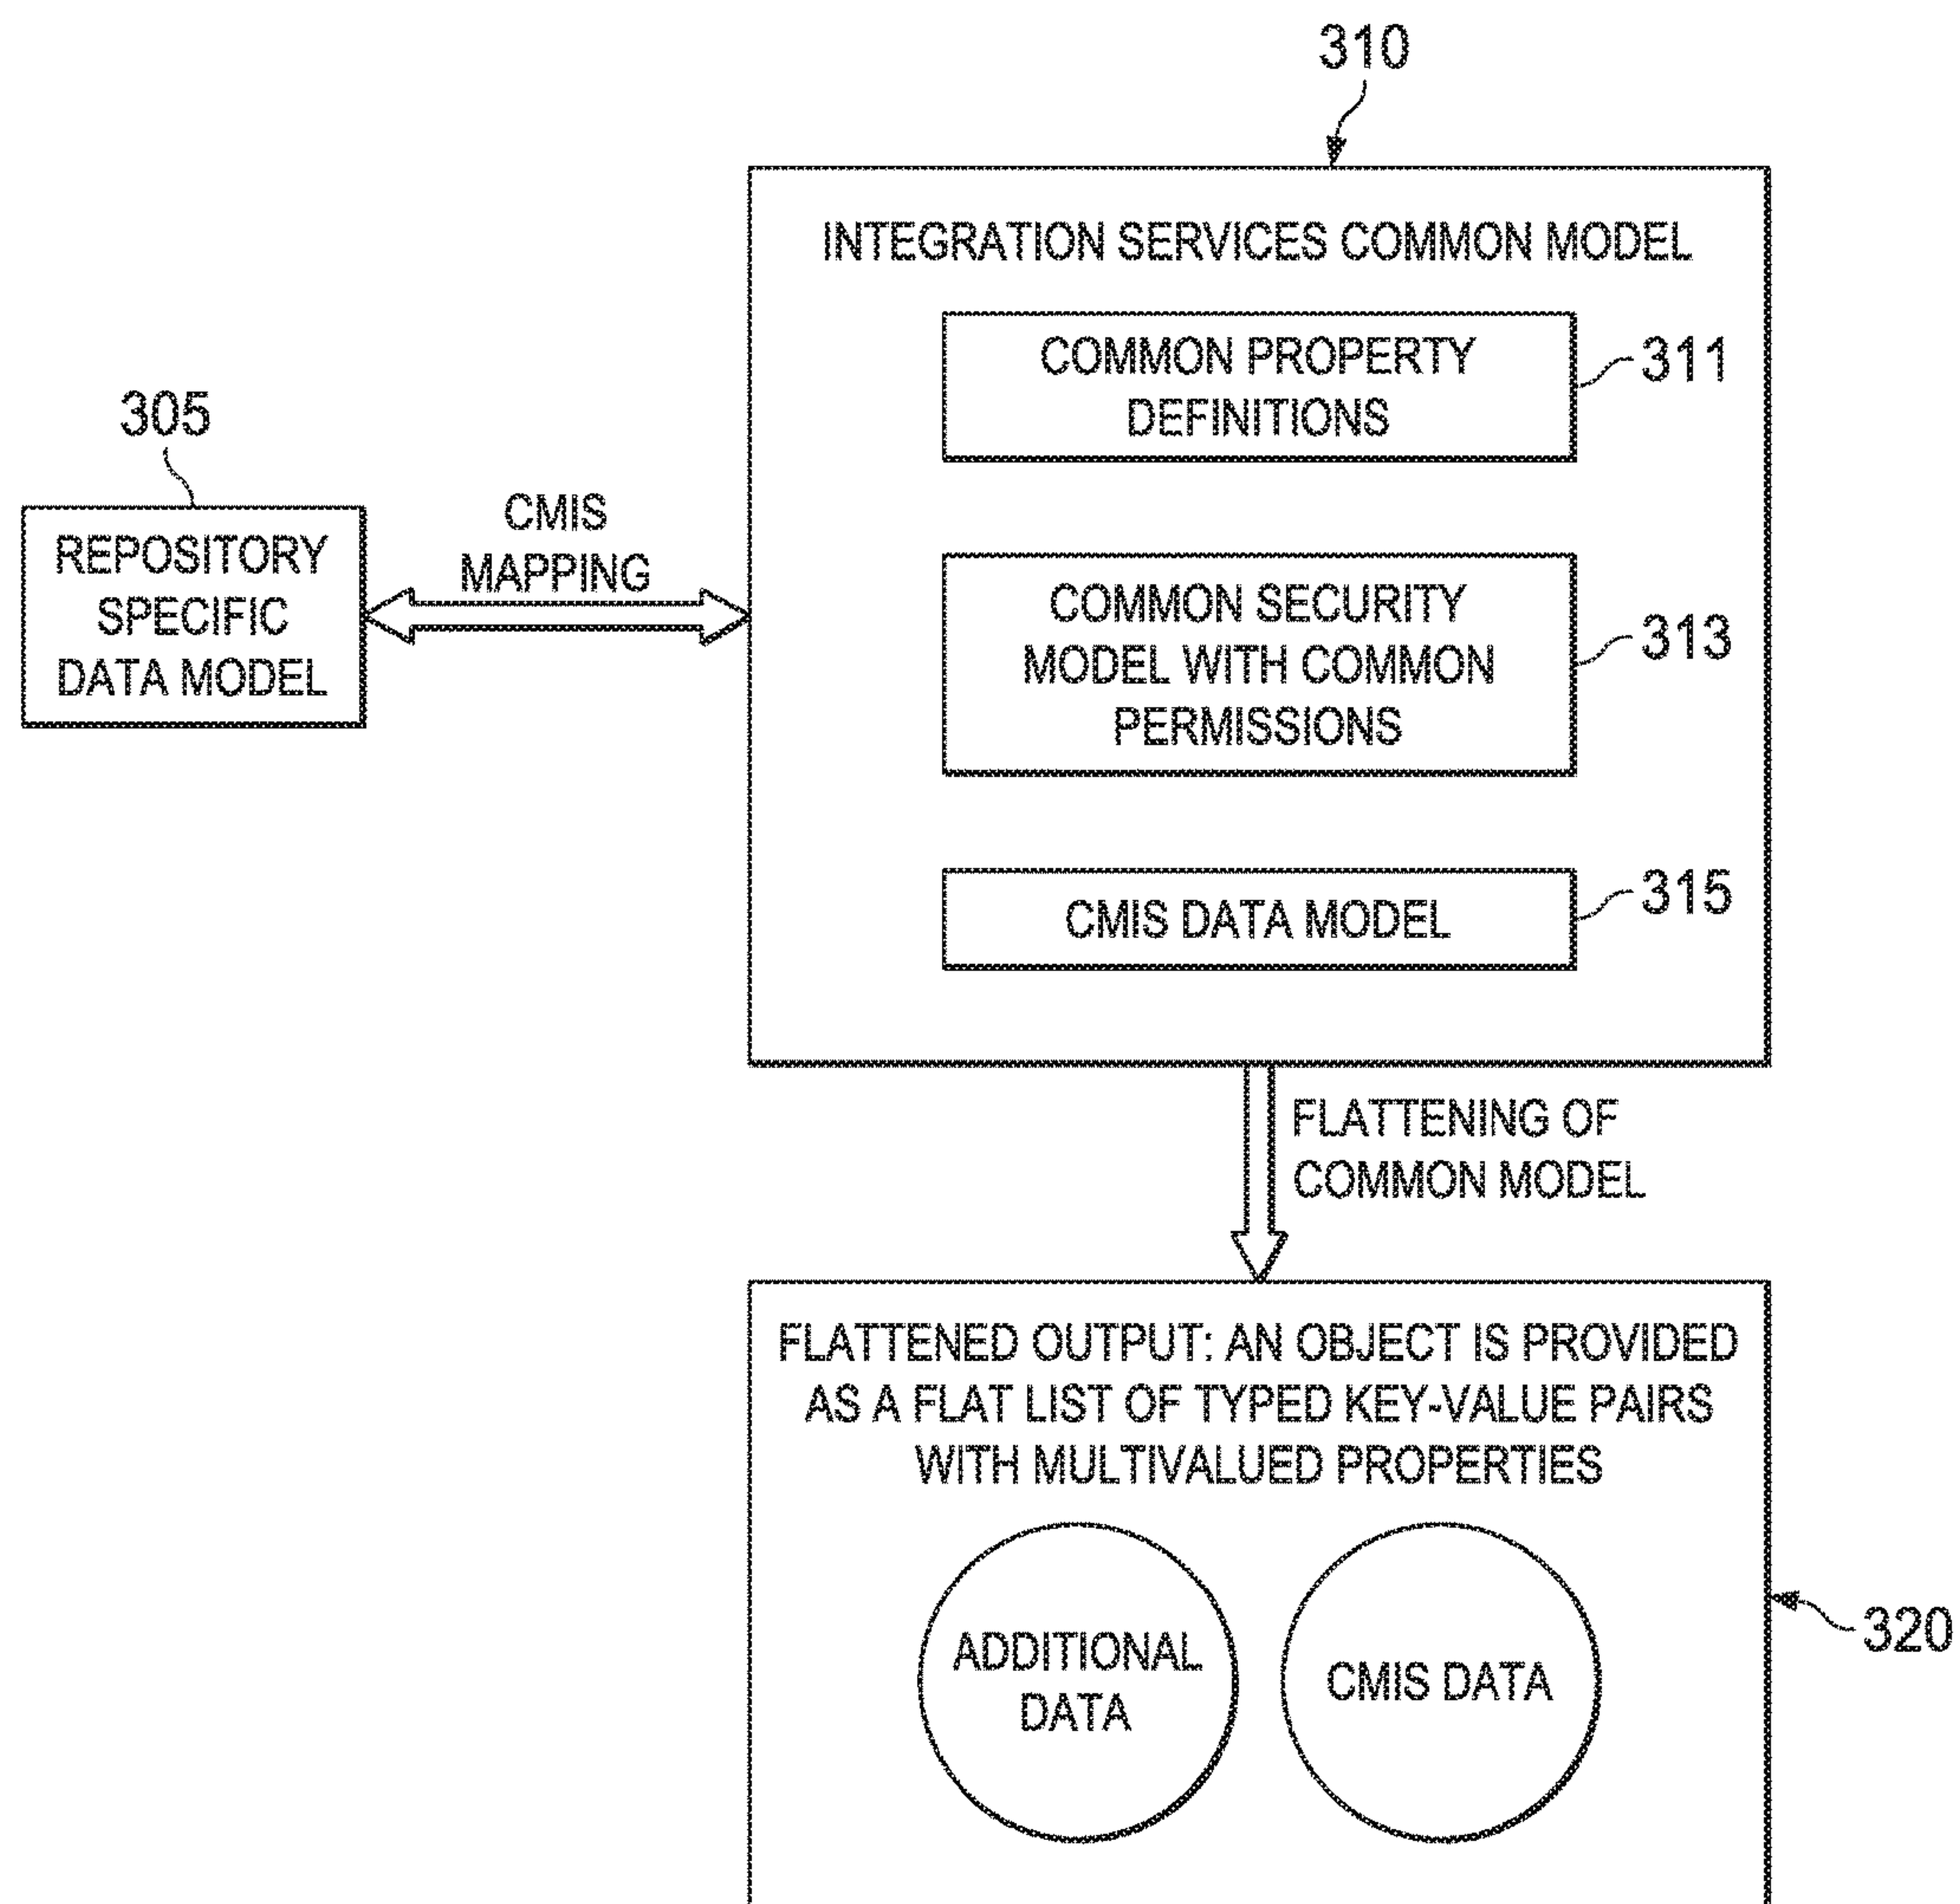 310
INTEGRATION SERVICES COMMON MODEL
COMMON PROPERTY
DEFINITIONS
311
305
REPOSITORY
SPECIFIC
DATA MODEL
CMIS
MAPPING
COMMON SECURITY
MODEL WITH COMMON
PERMISSIONS
313
CMIS DATA MODEL
315
FLATTENING OF
COMMON MODEL
FLATTENED OUTPUT: AN OBJECT IS PROVIDED
AS A FLAT LIST OF TYPED KEY-VALUE PAIRS
WITH MULTIVALUED PROPERTIES
ADDITIONAL
DATA
CMIS DATA
320